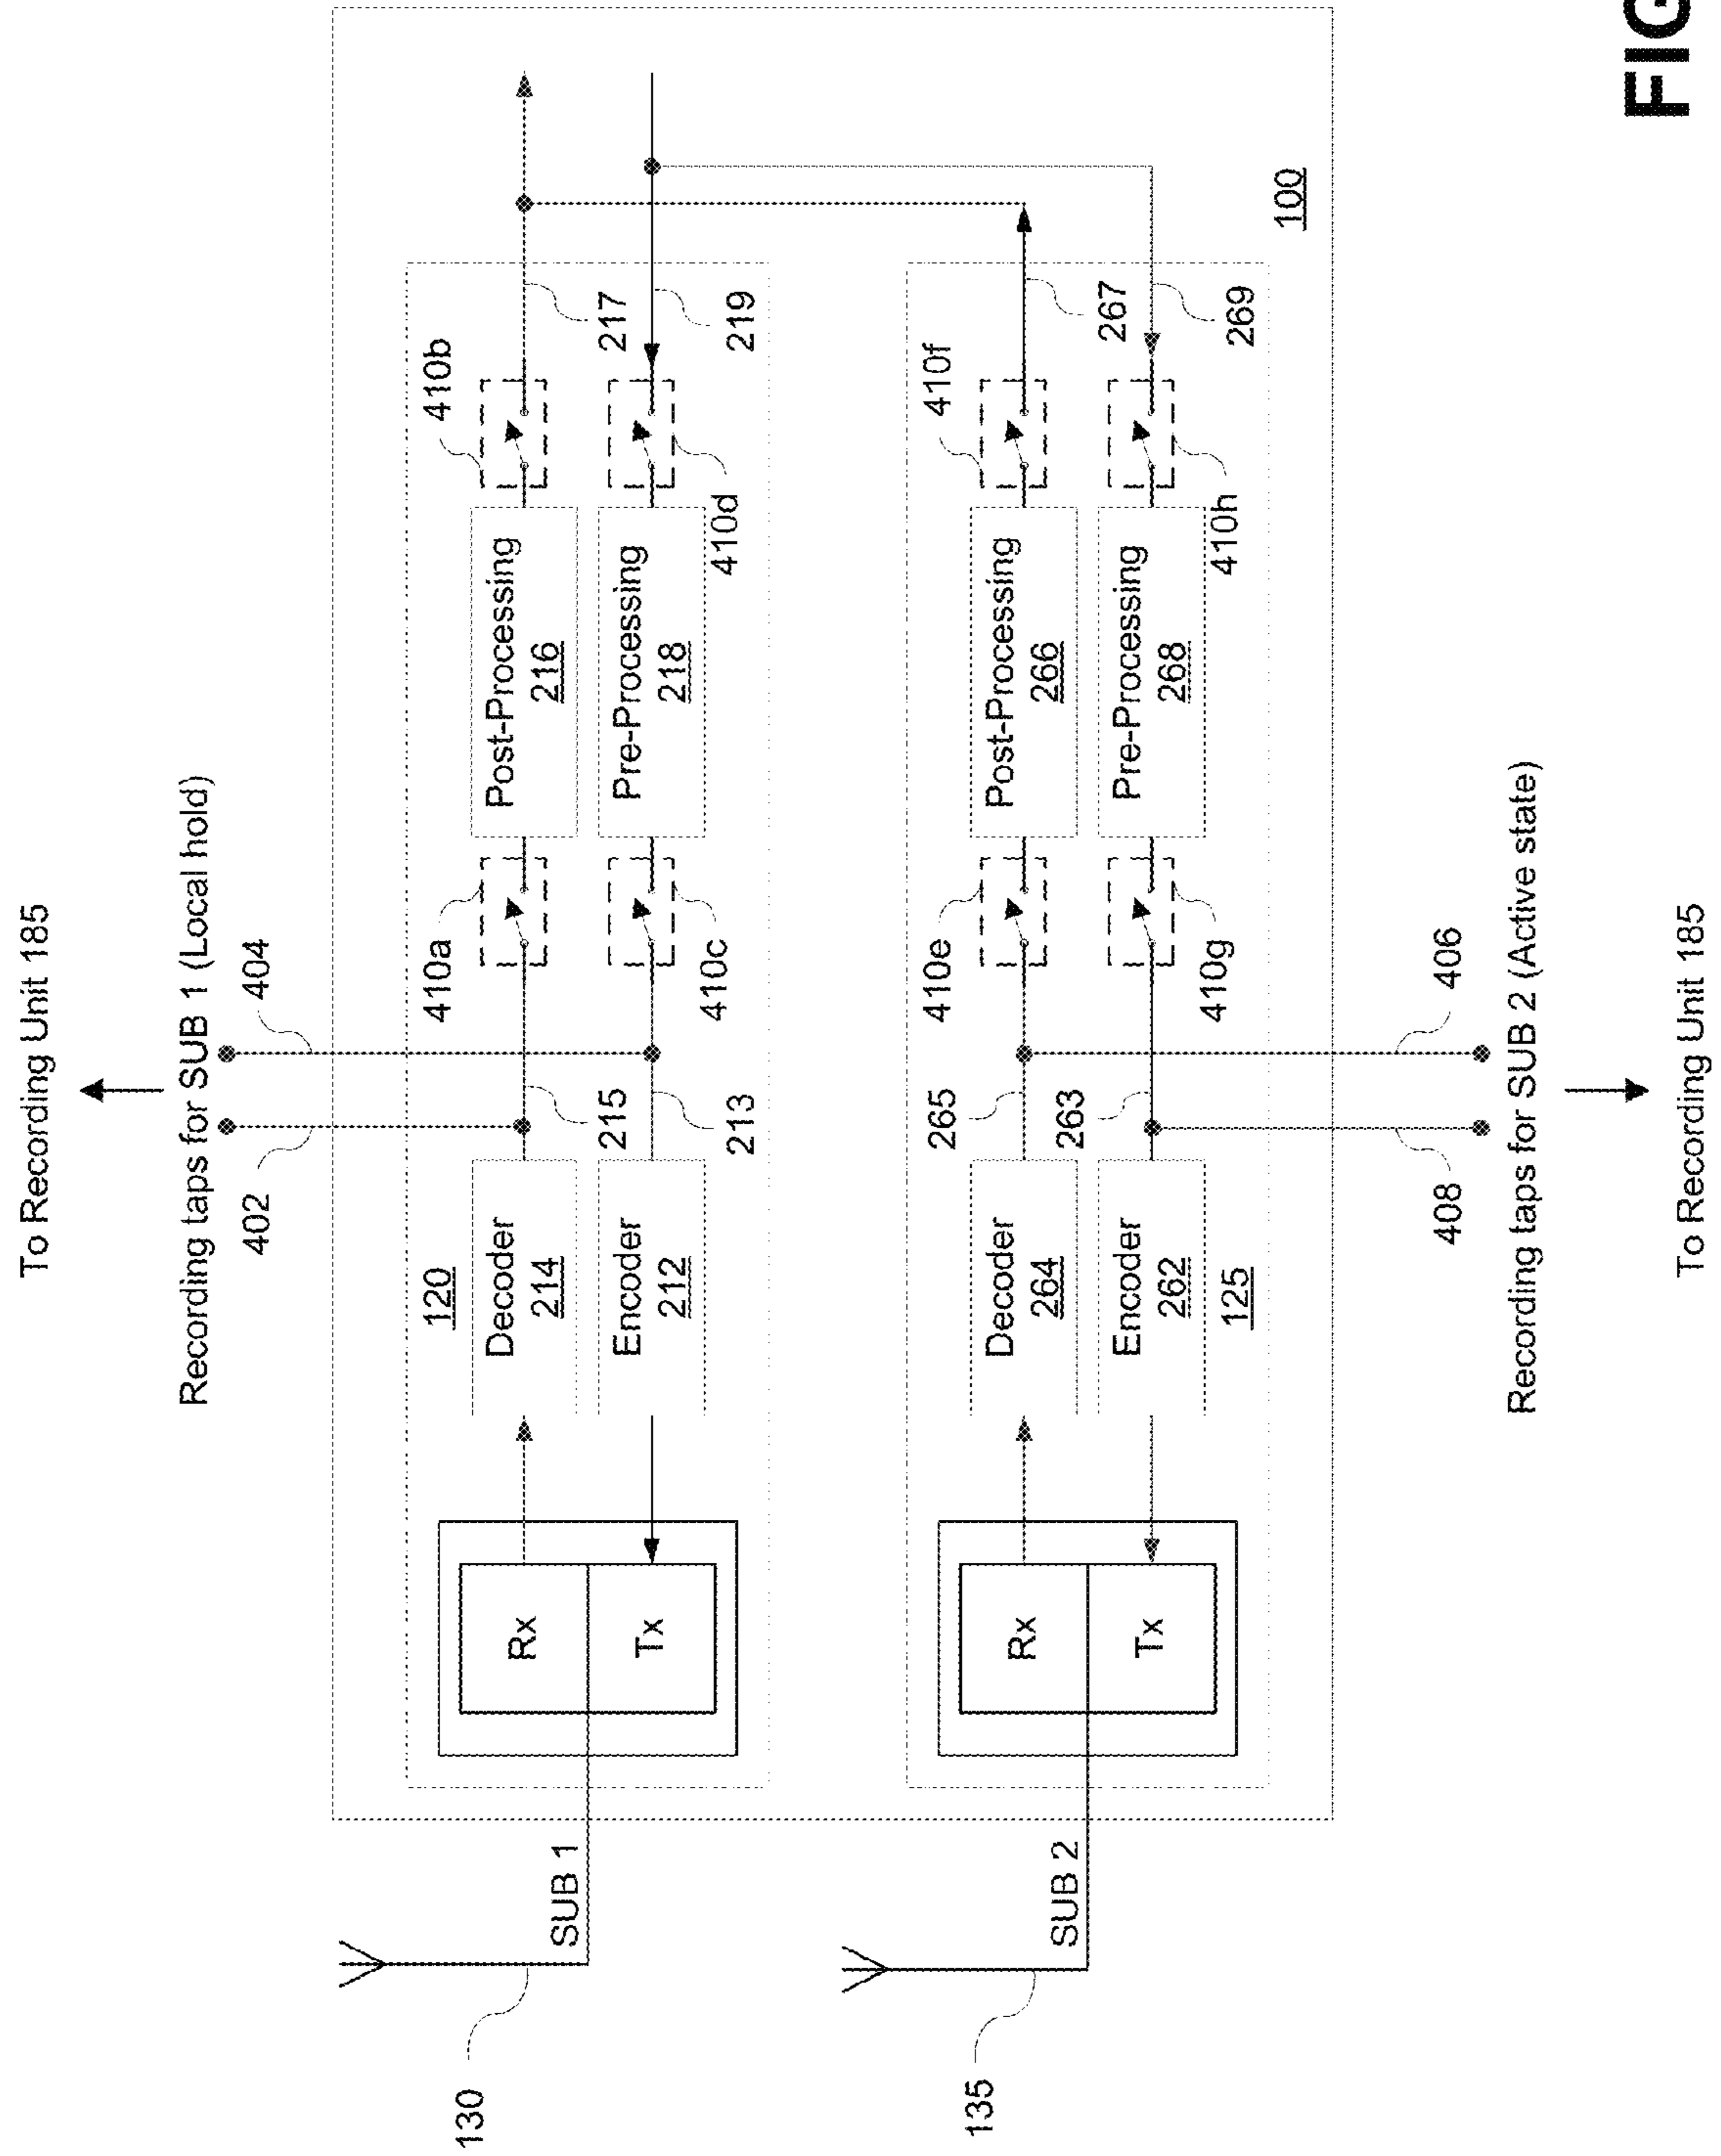 To Recording Unit 185
Recording taps for SUB 1 (Local hold)
402
404
120
Decoder
214
Encoder
212
215
213
410a
410c
Post-Processing
216
Pre-Processing
218
410b
410d
217
219
Rx
Tx
SUB 1
130
Decoder
264
Encoder
262
125
265
263
410e
410g
Post-Processing
266
Pre-Processing
268
410f
410h
267
269
100
Rx
Tx
SUB 2
135
408
406
Recording taps for SUB 2 (Active state)
To Recording Unit 185
FIG